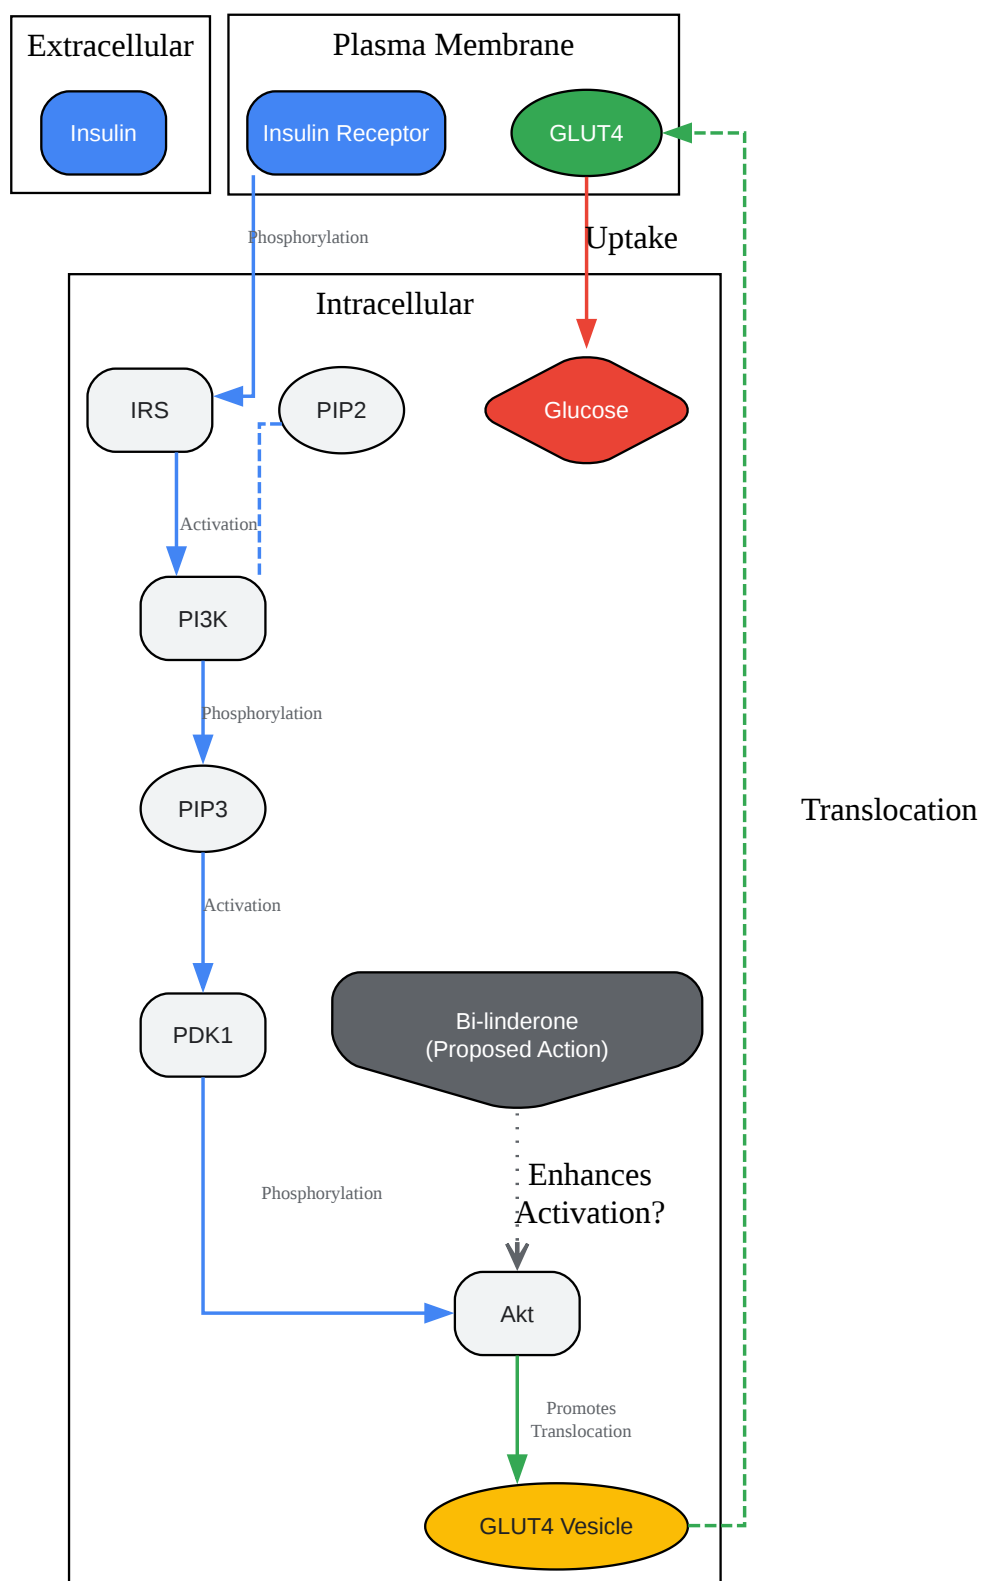 Extracellular
Plasma Membrane
Insulin
Insulin Receptor
GLUT4
Phosphorylation
Uptake
Intracellular
IRS
PIP2
Glucose
Activation
PI3K
Phosphorylation
PIP3
Translocation
Activation
PDK1
Bi-linderone
(Proposed Action)
Phosphorylation
Enhances
Activation?
Akt
Promotes
Translocation
GLUT4 Vesicle